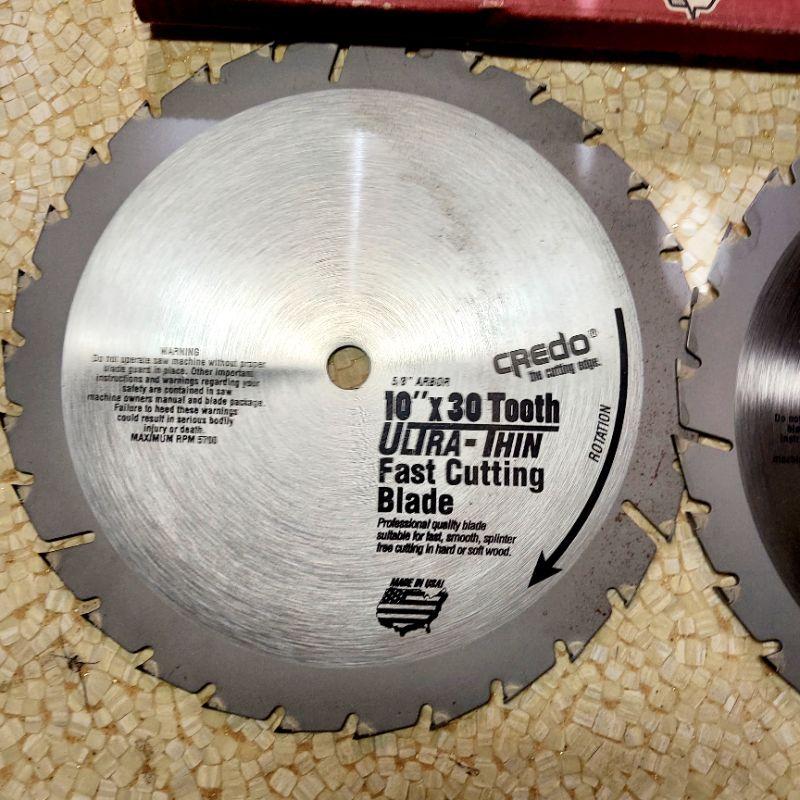 WARNING
Do not operate saw machine without proper
blade guard in place. Other important
instructions and warnings regarding your
safety are contained in saw
machine owners manual and blade package.
Failure to heed these warnings
could result in serious bodily
injury or death.
MAXIMUM RPM 5700
CREDO®
The cutting edge.
5/8" ARBOR
10" x 30 Tooth
ULTRA-THIN
Fast Cutting
Blade
Professional quality blade
suitable for fast, smooth, splinter
free cutting in hard or soft wood.
ROTATION
MADE IN USA!
Do no